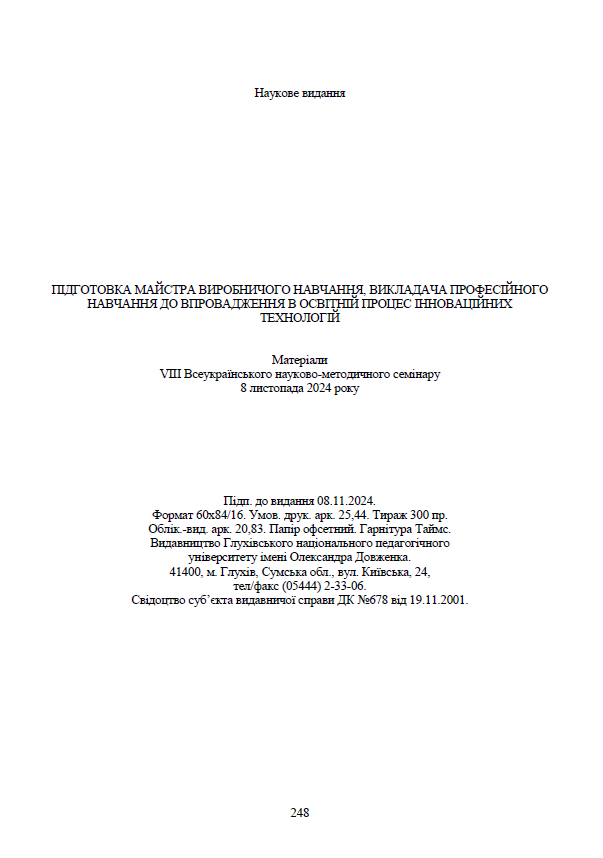 Наукове видання
ПІДГОТОВКА МАЙСТРА ВИРОБНИЧОГО НАВЧАННЯ, ВИКЛАДАЧА ПРОФЕСІЙНОГО
НАВЧАННЯ ДО ВПРОВАДЖЕННЯ В ОСВІТНІЙ ПРОЦЕС ІННОВАЦІЙНИХ
ТЕХНОЛОГІЙ
Матеріали
VIII Всеукраїнського науково-методичного семінару
8 листопада 2024 року
Підп. до видання 08.11.2024.
Формат 60х84/16. Умов. друк. арк. 25,44. Тираж 300 пр.
Облік.-вид. арк. 20,83. Папір офсетний. Гарнітура Таймс.
Видавництво Глухівського національного педагогічного
університету імені Олександра Довженка.
41400, м. Глухів, Сумська обл., вул. Київська, 24,
тел/факс (05444) 2-33-06.
Свідоцтво суб’єкта видавничої справи ДК №678 від 19.11.2001.
248